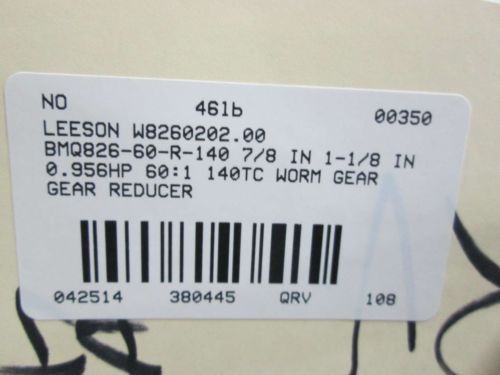 NO 46lb 00350
LEESON W8260202.00
BMQ826-60-R-140 7/8 IN 1-1/8 IN
0.956HP 60:1 140TC WORM GEAR
GEAR REDUCER
042514 380445 QRV 108